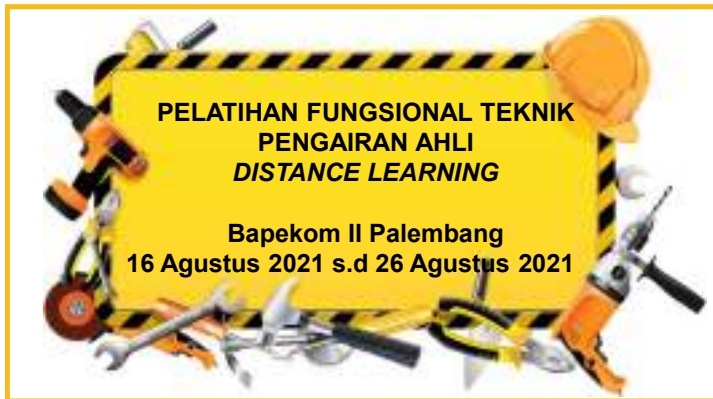 PELATIHAN FUNGSIONAL TEKNIK
PENGAIRAN AHLI
DISTANCE LEARNING
Bapekom II Palembang
16 Agustus 2021 s.d 26 Agustus 2021